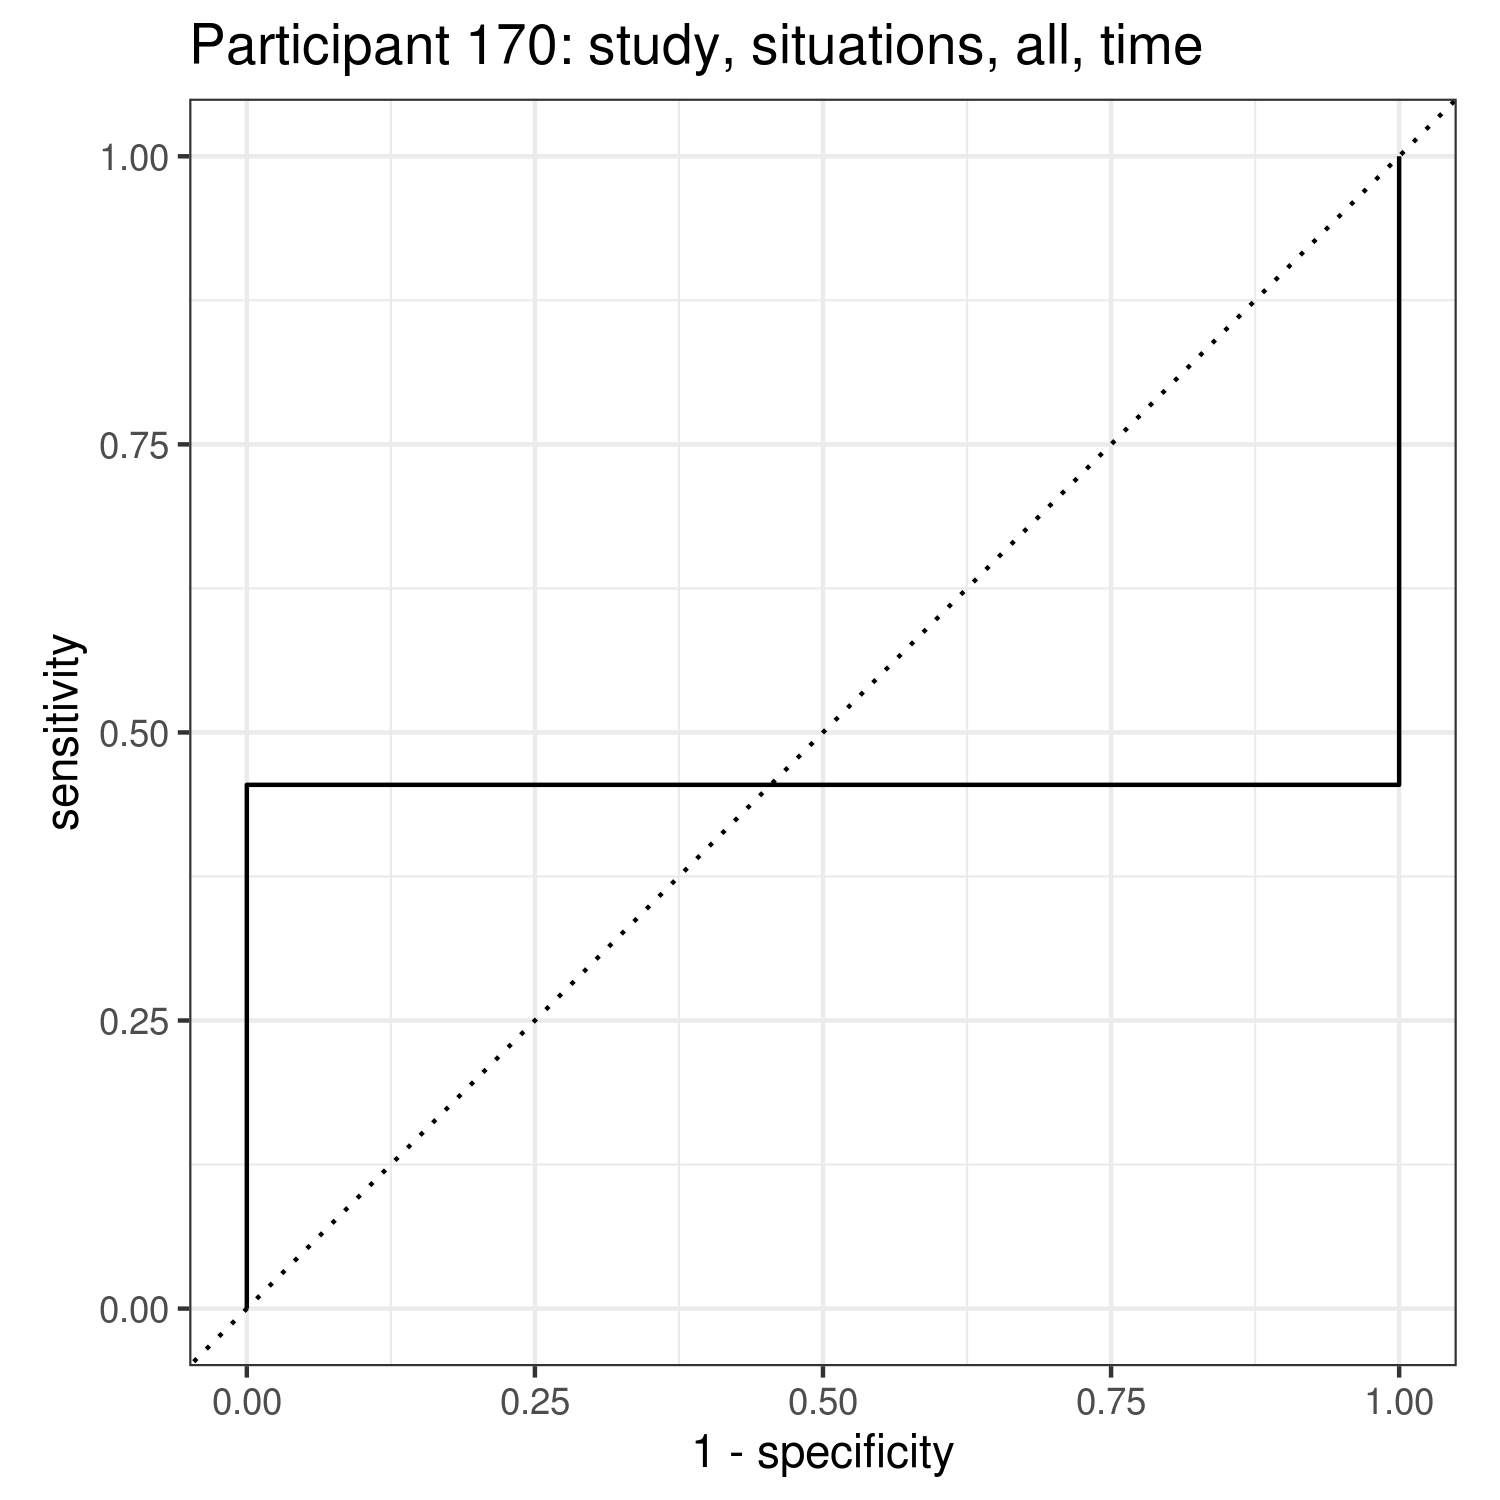 Participant 170: study, situations, all, time
1.00
0.75
0.50
0.25
0.00
sensitivity
0.00 0.25 0.50 0.75 1.00
1 - specificity